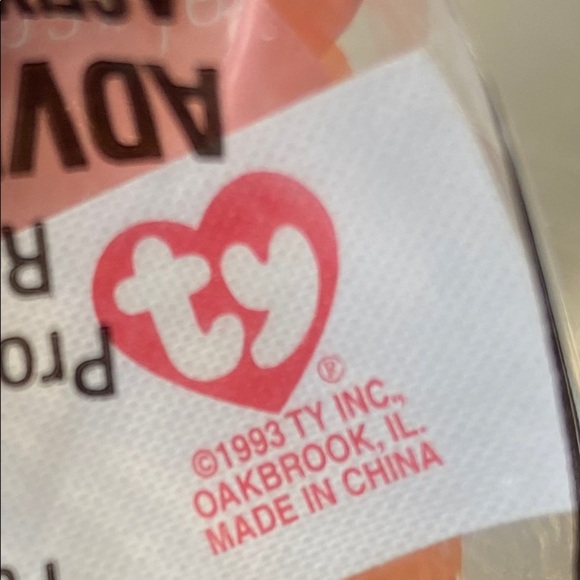 ty®
©1993 TY INC.,
OAKBROOK, IL.
MADE IN CHINA
ADV
R
Pro